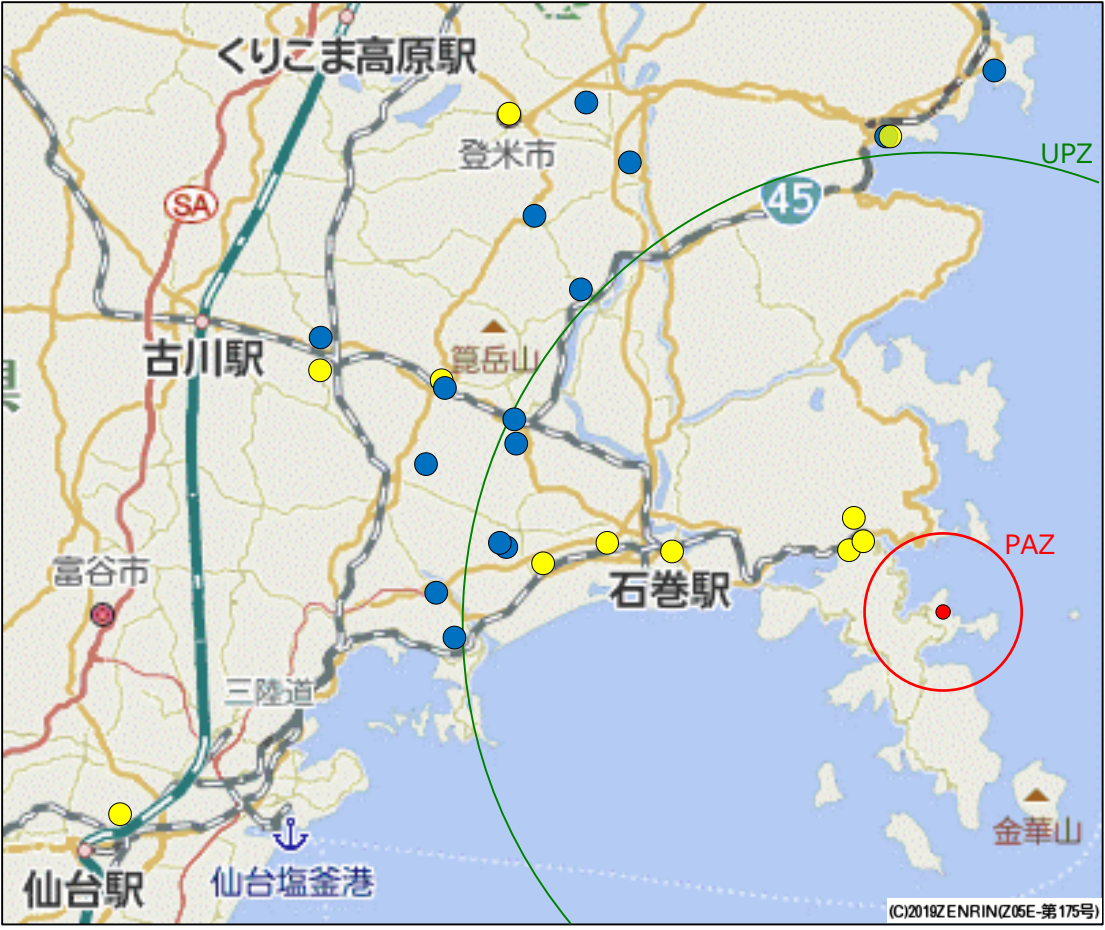 くりこま高原駅
登米市
UPZ
SA
45
古川駅
箟岳山
PAZ
富谷市
石巻駅
三陸道
金華山
仙台駅
仙台塩釜港
(C)2019ZENRIN(Z05E-第175号)